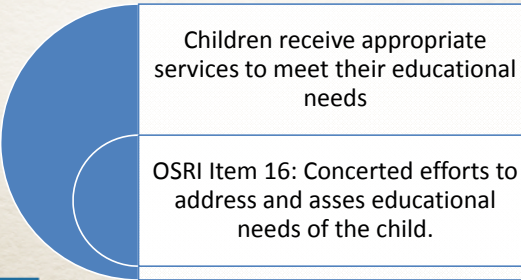 Children receive appropriate
services to meet their educational
needs
OSRI Item 16: Concerted efforts to
address and asses educational
needs of the child.